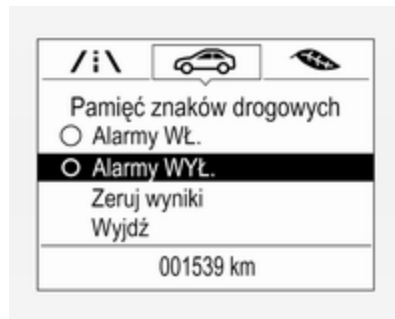 Pamięć znaków drogowych
Alarmy WŁ.
Alarmy WYŁ.
Zeruj wyniki
Wyjdź
001539 km